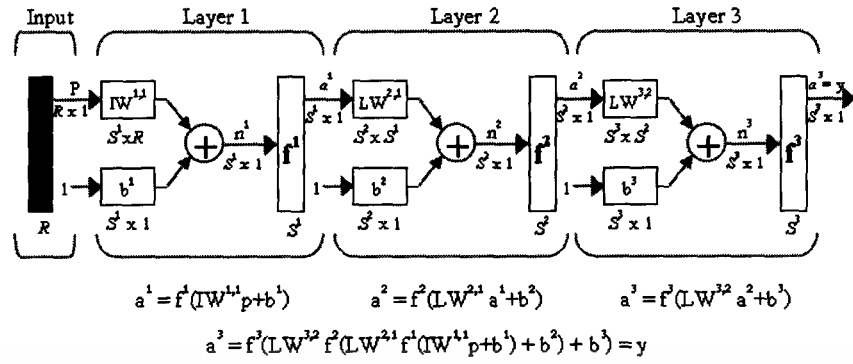 Input Layer 1 Layer 2 Layer 3
p a¹ a² a³ = y
IW¹,¹ LW²,¹ LW³,²
R x 1 S¹ x 1 S² x 1 S³ x 1
n¹ n² n³
S¹ x R S² x S¹ S³ x S²
+ f¹ + f² + f³
S¹ x 1 S² x 1 S³ x 1
1 b¹ 1 b² 1 b³
R S¹ x 1 S¹ S² x 1 S² S³ x 1 S³
a¹ = f¹(IW¹,¹p+b¹) a² = f²(LW²,¹ a¹+b²) a³ = f³(LW³,² a²+b³)
a³ = f³(LW³,² f²(LW²,¹ f¹(IW¹,¹p+b¹) + b²) + b³) = y